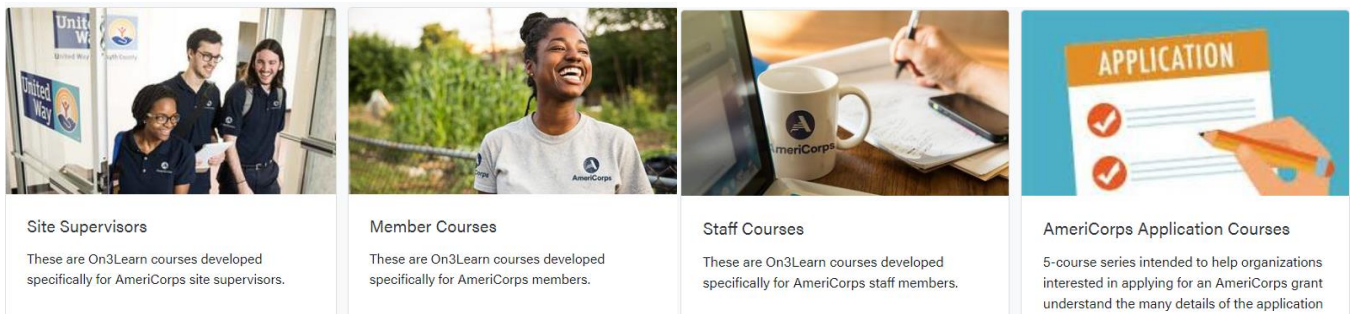 United Way
United Way
AmeriCorps
AmeriCorps
APPLICATION
Site Supervisors
These are On3Learn courses developed
specifically for AmeriCorps site supervisors.
Member Courses
These are On3Learn courses developed
specifically for AmeriCorps members.
Staff Courses
These are On3Learn courses developed
specifically for AmeriCorps staff members.
AmeriCorps Application Courses
5-course series intended to help organizations
interested in applying for an AmeriCorps grant
understand the many details of the application